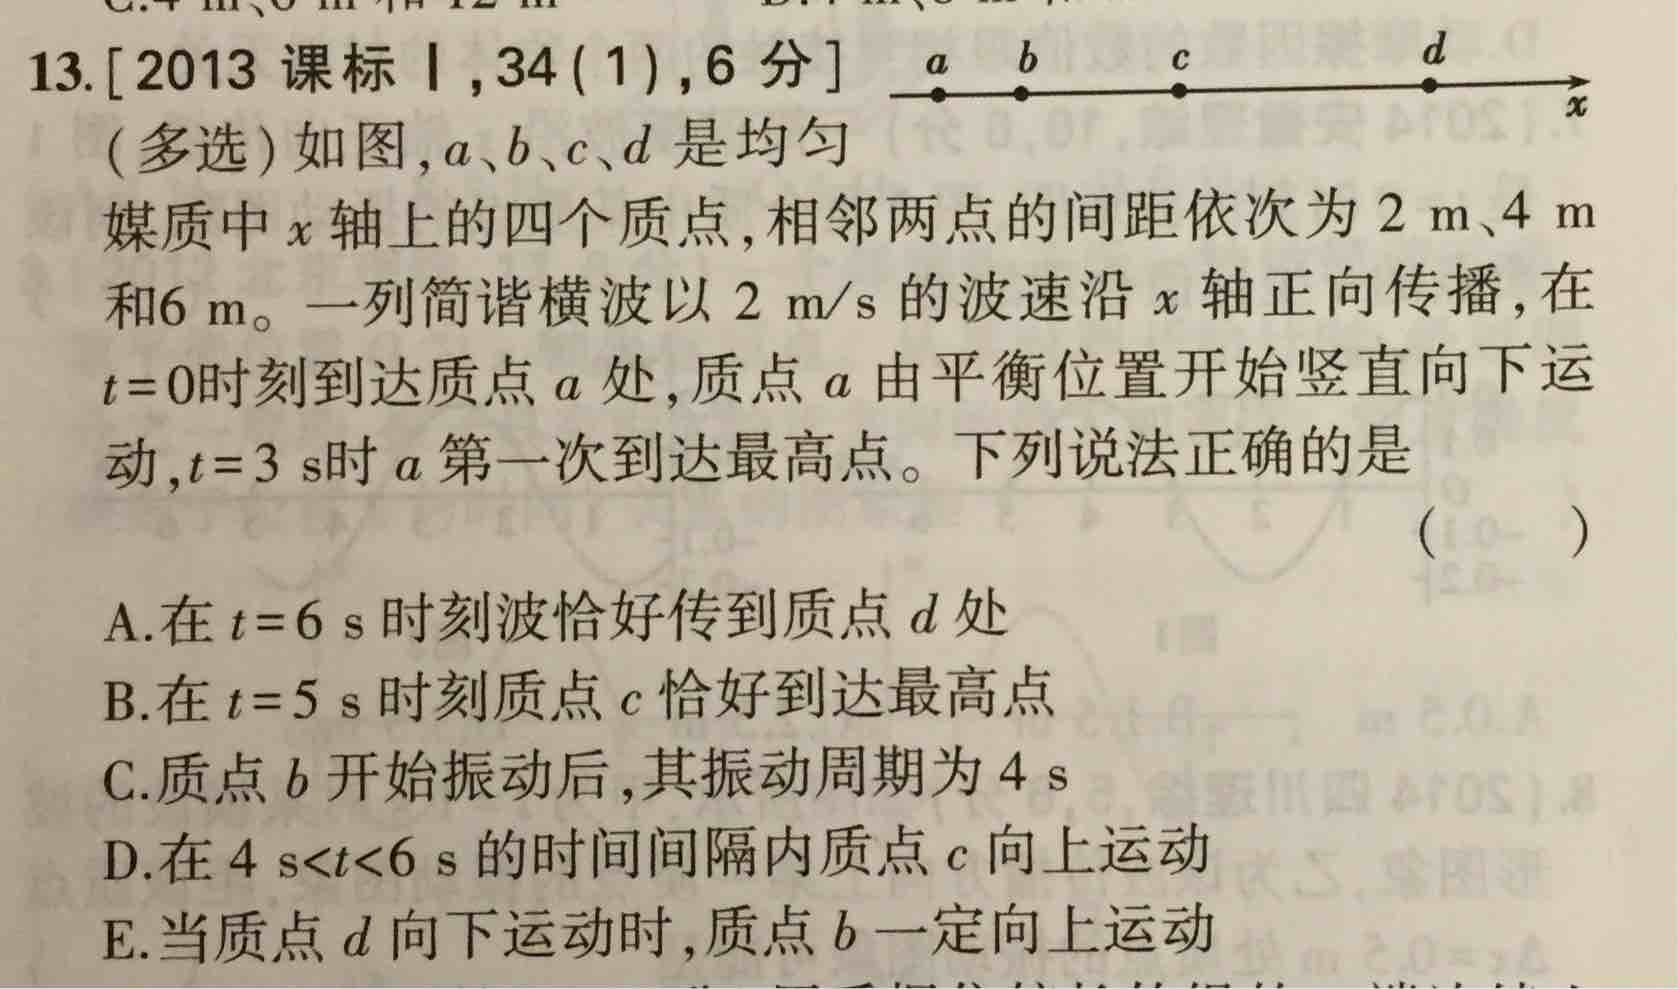 13.[2013 课标Ⅰ,34(1),6 分]
a b c d
x
(多选)如图,a、b、c、d 是均匀
媒质中 x 轴上的四个质点,相邻两点的间距依次为 2 m、4 m
和6 m。一列简谐横波以 2 m/s 的波速沿 x 轴正向传播,在
t=0时刻到达质点 a 处,质点 a 由平衡位置开始竖直向下运
动,t=3 s时 a 第一次到达最高点。下列说法正确的是
( )
A.在 t=6 s 时刻波恰好传到质点 d 处
B.在 t=5 s 时刻质点 c 恰好到达最高点
C.质点 b 开始振动后,其振动周期为 4 s
D.在 4 s<t<6 s 的时间间隔内质点 c 向上运动
E.当质点 d 向下运动时,质点 b 一定向上运动